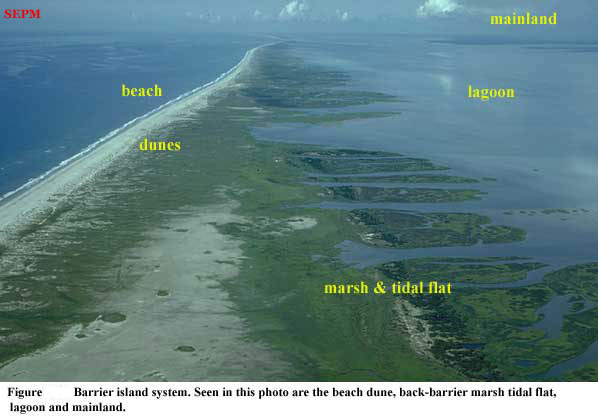 SEPM
mainland
beach
lagoon
dunes
marsh & tidal flat
Figure Barrier island system. Seen in this photo are the beach dune, back-barrier marsh tidal flat,
lagoon and mainland.